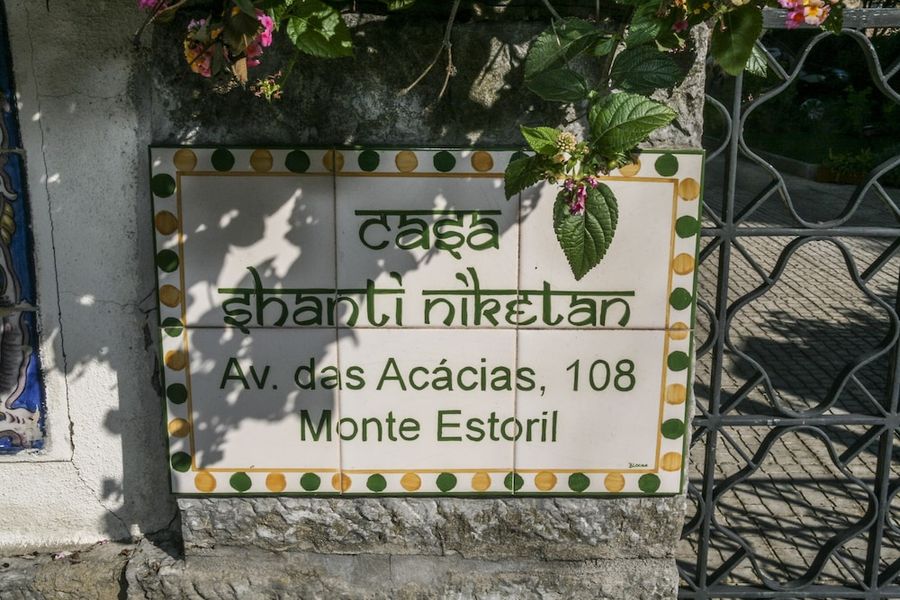 casa
shanti niketan
Av. das Acácias, 108
Monte Estoril